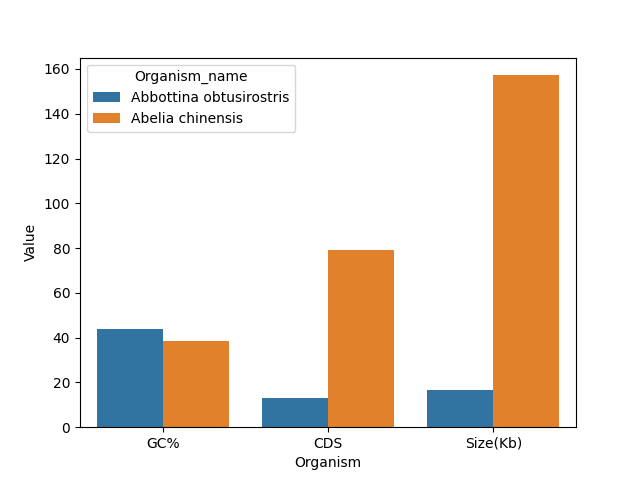 Organism_name
Abbottina obtusirostris
Abelia chinensis
160
140
120
100
80
60
40
20
0
Value
GC% CDS Size(Kb)
Organism